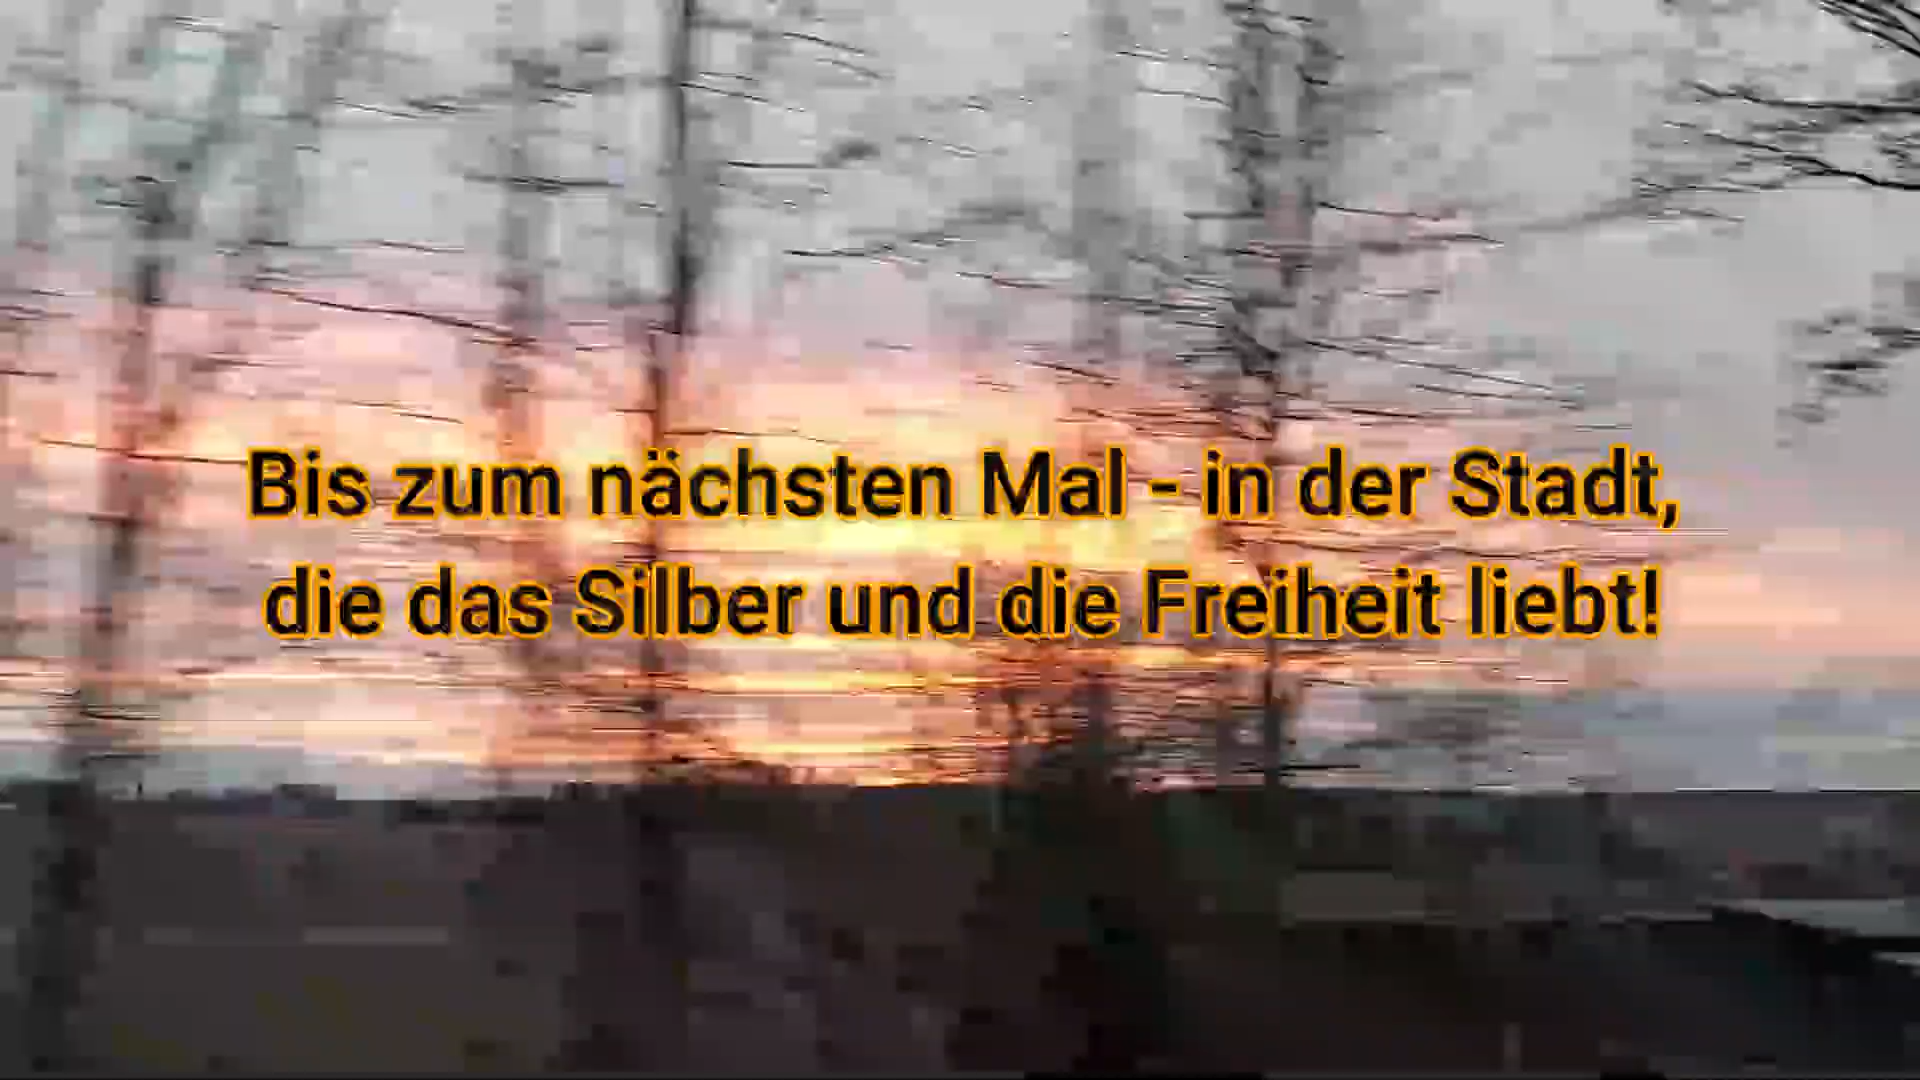 Bis zum nächsten Mal - in der Stadt,
die das Silber und die Freiheit liebt!